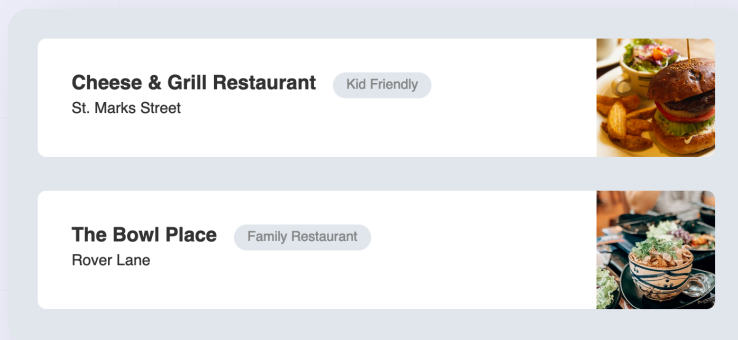 Cheese & Grill Restaurant Kid Friendly
St. Marks Street
The Bowl Place Family Restaurant
Rover Lane